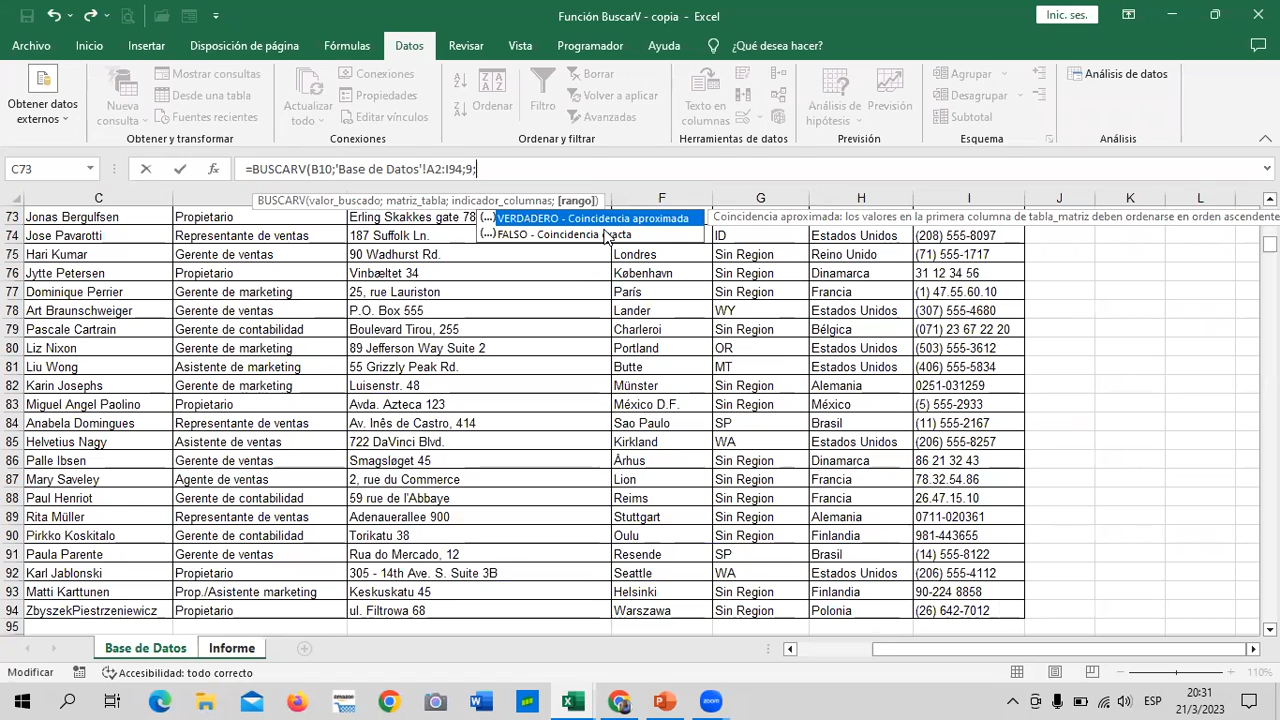 Función BuscarV - copia - Excel
Inic. ses.
Archivo Inicio Insertar Disposición de página Fórmulas Datos Revisar Vista Programador Ayuda ¿Qué desea hacer?
Obtener datos externos
Nueva consulta
Mostrar consultas
Desde una tabla
Fuentes recientes
Obtener y transformar
Actualizar todo
Conexiones
Propiedades
Editar vínculos
Conexiones
Ordenar
Filtro
Borrar
Volver a aplicar
Avanzadas
Ordenar y filtrar
Texto en columnas
Herramientas de datos
Análisis de hipótesis
Previsión
Previsión
Agrupar
Desagrupar
Subtotal
Esquema
Análisis de datos
Análisis
C73 fx =BUSCARV(B10;'Base de Datos'!A2:I94;9;
BUSCARV(valor_buscado; matriz_tabla; indicador_columnas; [rango])
VERDADERO - Coincidencia aproximada
Coincidencia aproximada: los valores en la primera columna de tabla_matriz deben ordenarse en orden ascendente
C F G H I J K L
73 Jonas Bergulfsen Propietario Erling Skakkes gate 78
FALSO - Coincidencia
74 Jose Pavarotti Representante de ventas 187 Suffolk Ln. ID Estados Unidos (208) 555-8097
75 Hari Kumar Gerente de ventas 90 Wadhurst Rd. Londres Sin Region Reino Unido (71) 555-1717
76 Jytte Petersen Propietario Vinbæltet 34 København Sin Region Dinamarca 31 12 34 56
77 Dominique Perrier Gerente de marketing 25, rue Lauriston París Sin Region Francia (1) 47.55.60.10
78 Art Braunschweiger Gerente de ventas P.O. Box 555 Lander WY Estados Unidos (307) 555-4680
79 Pascale Cartrain Gerente de contabilidad Boulevard Tirou, 255 Charleroi Sin Region Bélgica (071) 23 67 22 20
80 Liz Nixon Gerente de marketing 89 Jefferson Way Suite 2 Portland OR Estados Unidos (503) 555-3612
81 Liu Wong Asistente de marketing 55 Grizzly Peak Rd. Butte MT Estados Unidos (406) 555-5834
82 Karin Josephs Gerente de marketing Luisenstr. 48 Münster Sin Region Alemania 0251-031259
83 Miguel Angel Paolino Propietario Avda. Azteca 123 México D.F. Sin Region México (5) 555-2933
84 Anabela Domingues Representante de ventas Av. Inês de Castro, 414 Sao Paulo SP Brasil (11) 555-2167
85 Helvetius Nagy Asistente de ventas 722 DaVinci Blvd. Kirkland WA Estados Unidos (206) 555-8257
86 Palle Ibsen Gerente de ventas Smagsløget 45 Århus Sin Region Dinamarca 86 21 32 43
87 Mary Saveley Agente de ventas 2, rue du Commerce Lion Sin Region Francia 78.32.54.86
88 Paul Henriot Gerente de contabilidad 59 rue de l'Abbaye Reims Sin Region Francia 26.47.15.10
89 Rita Müller Representante de ventas Adenauerallee 900 Stuttgart Sin Region Alemania 0711-020361
90 Pirkko Koskitalo Gerente de contabilidad Torikatu 38 Oulu Sin Region Finlandia 981-443655
91 Paula Parente Gerente de ventas Rua do Mercado, 12 Resende SP Brasil (14) 555-8122
92 Karl Jablonski Propietario 305 - 14th Ave. S. Suite 3B Seattle WA Estados Unidos (206) 555-4112
93 Matti Karttunen Prop./Asistente marketing Keskuskatu 45 Helsinki Sin Region Finlandia 90-224 8858
94 ZbyszekPiestrzeniewicz Propietario ul. Filtrowa 68 Warszawa Sin Region Polonia (26) 642-7012
95
Base de Datos Informe
Modificar Accesibilidad: todo correcto 110%
ESP 20:31
21/3/2023